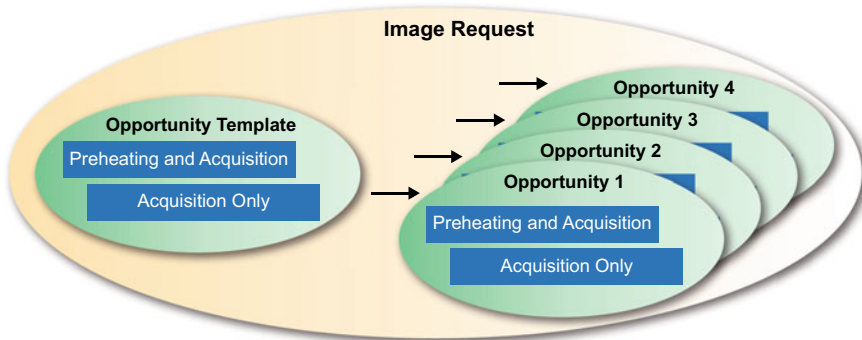 Image Request
Opportunity Template
Preheating and Acquisition
Acquisition Only
Opportunity 4
Opportunity 3
Opportunity 2
Opportunity 1
Preheating and Acquisition
Acquisition Only